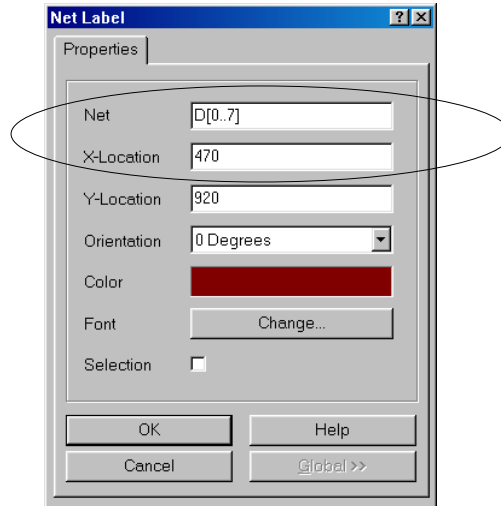 Net Label
Properties
Net D[0..7]
X-Location 470
Y-Location 920
Orientation 0 Degrees
Color
Font Change...
Selection
OK Help
Cancel Global >>